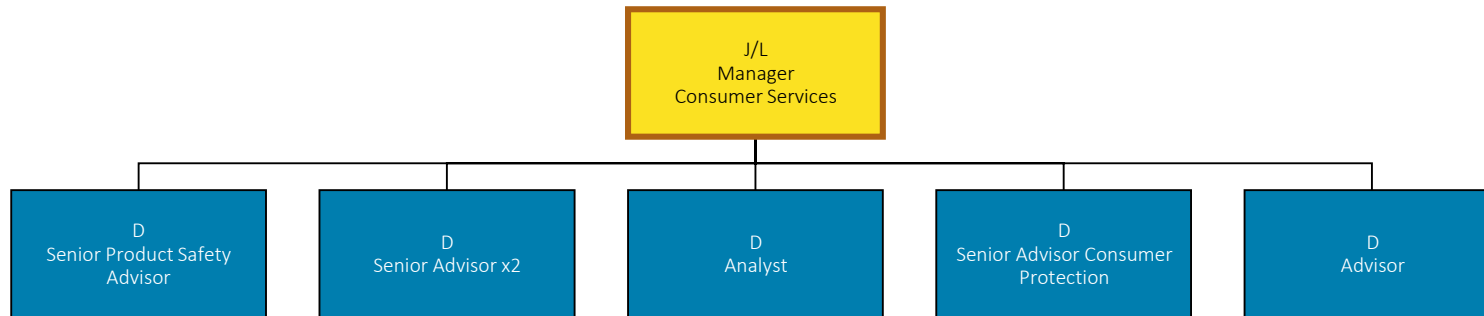 J/L
Manager
Consumer Services
D
Senior Product Safety
Advisor
D
Senior Advisor x2
D
Analyst
D
Senior Advisor Consumer
Protection
D
Advisor